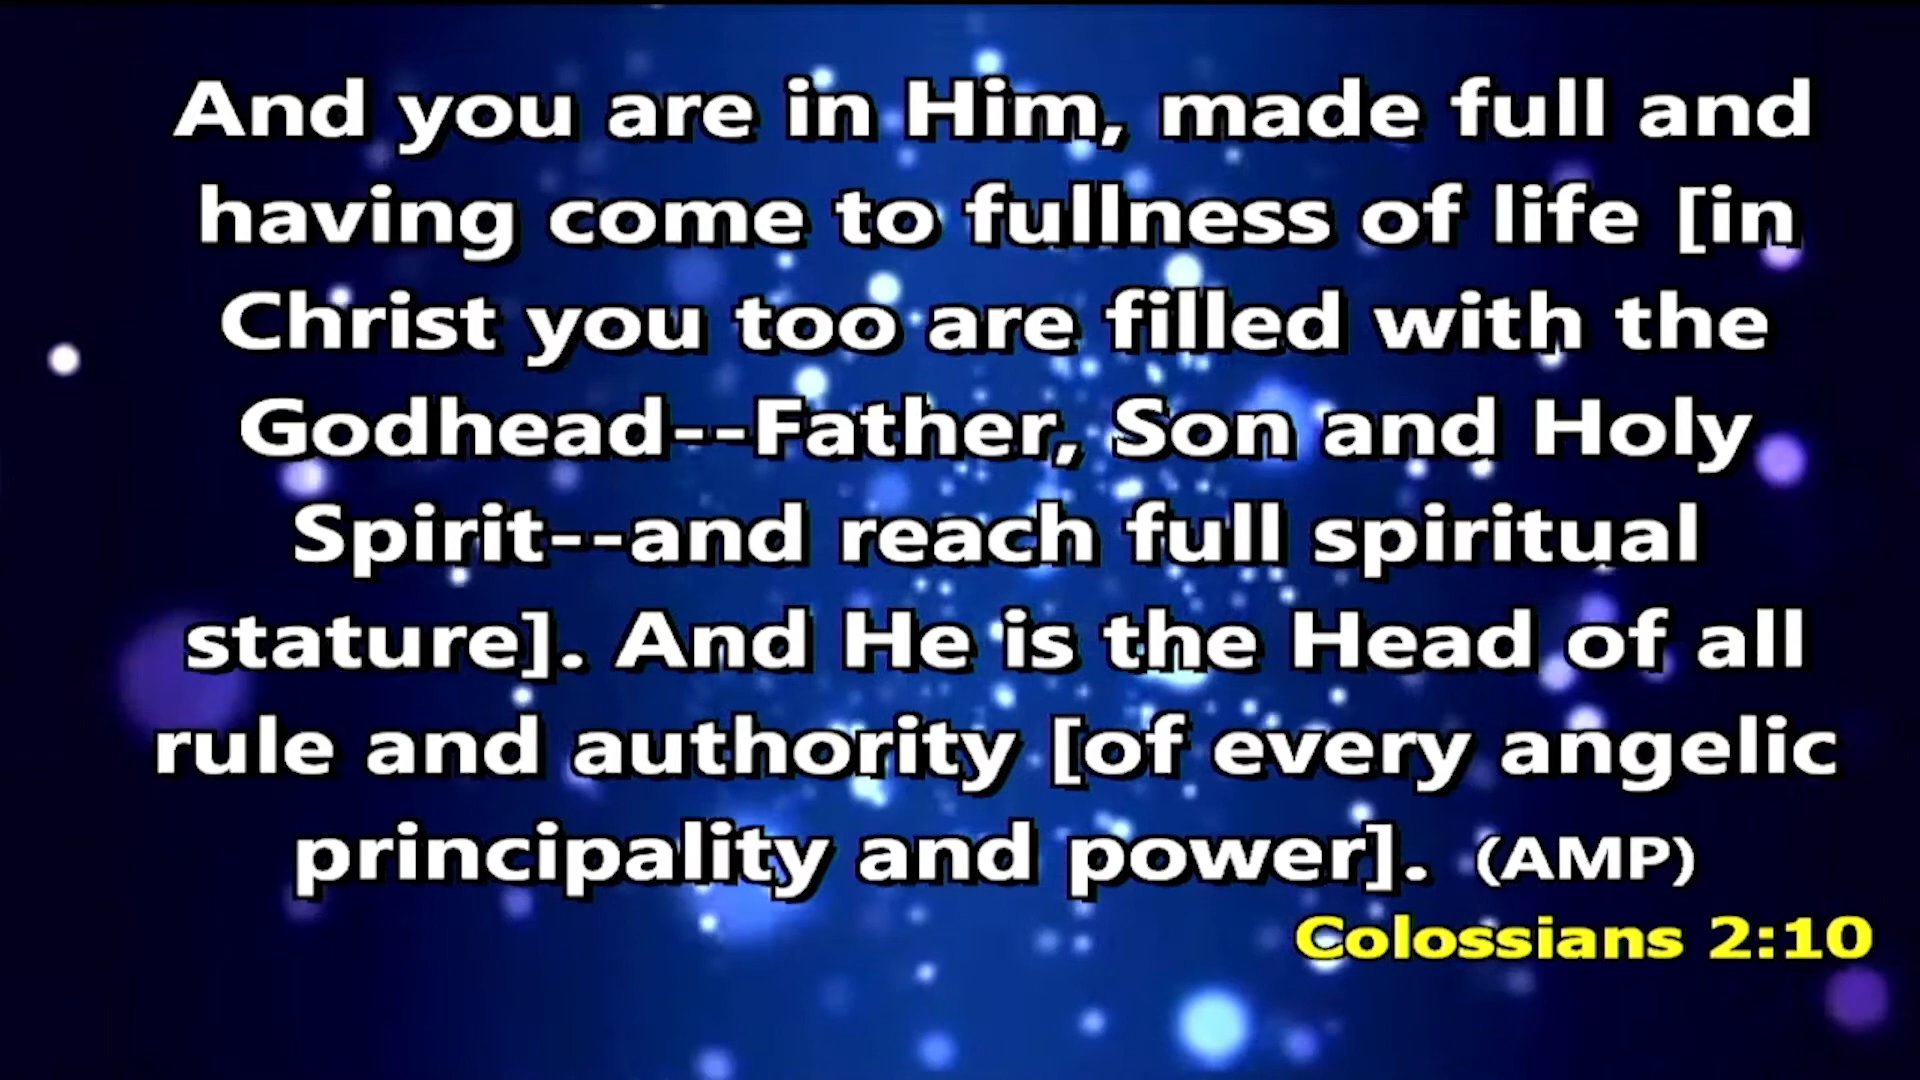 And you are in Him, made full and
having come to fullness of life [in
Christ you too are filled with the
Godhead--Father, Son and Holy
Spirit--and reach full spiritual
stature]. And He is the Head of all
rule and authority [of every angelic
principality and power]. (AMP)
Colossians 2:10